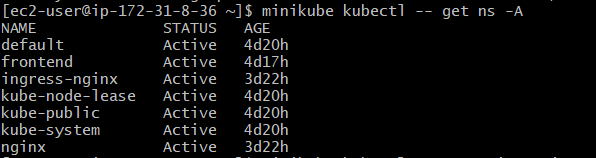 [ec2-user@ip-172-31-8-36 ~]$ minikube kubectl -- get ns -A
NAME STATUS AGE
default Active 4d20h
frontend Active 4d17h
ingress-nginx Active 3d22h
kube-node-lease Active 4d20h
kube-public Active 4d20h
kube-system Active 4d20h
nginx Active 3d22h